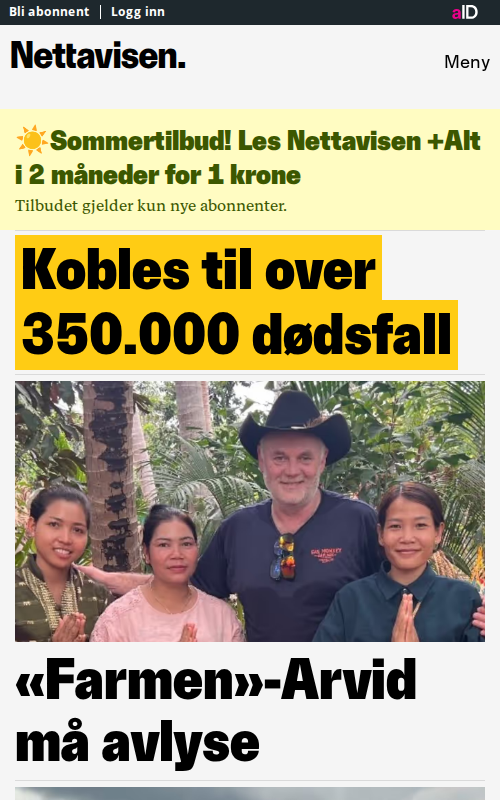 Bli abonnent | Logg inn
aID
Nettavisen.
Meny
☀️Sommertilbud! Les Nettavisen +Alt
i 2 måneder for 1 krone
Tilbudet gjelder kun nye abonnenter.
Kobles til over
350.000 dødsfall
«Farmen»-Arvid
må avlyse